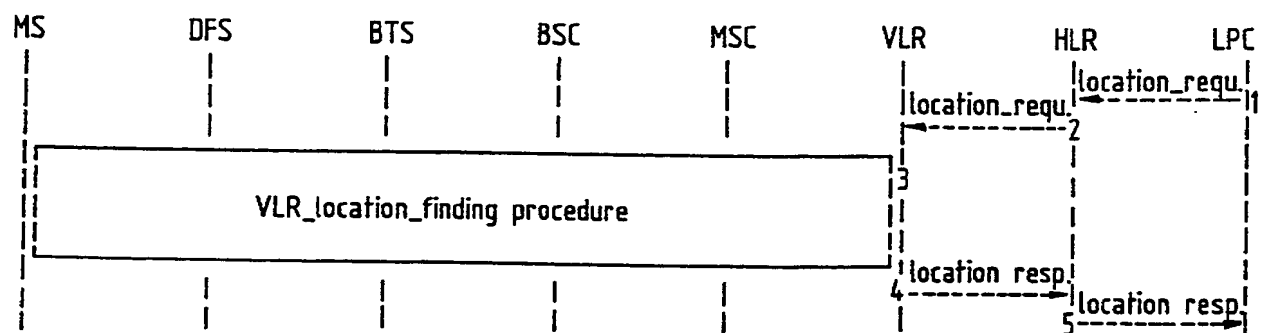 MS DFS BTS BSC MSC VLR HLR LPC
location_requ.
1
location_requ.
2
3
VLR_location_finding procedure
location resp.
4
location resp.
5